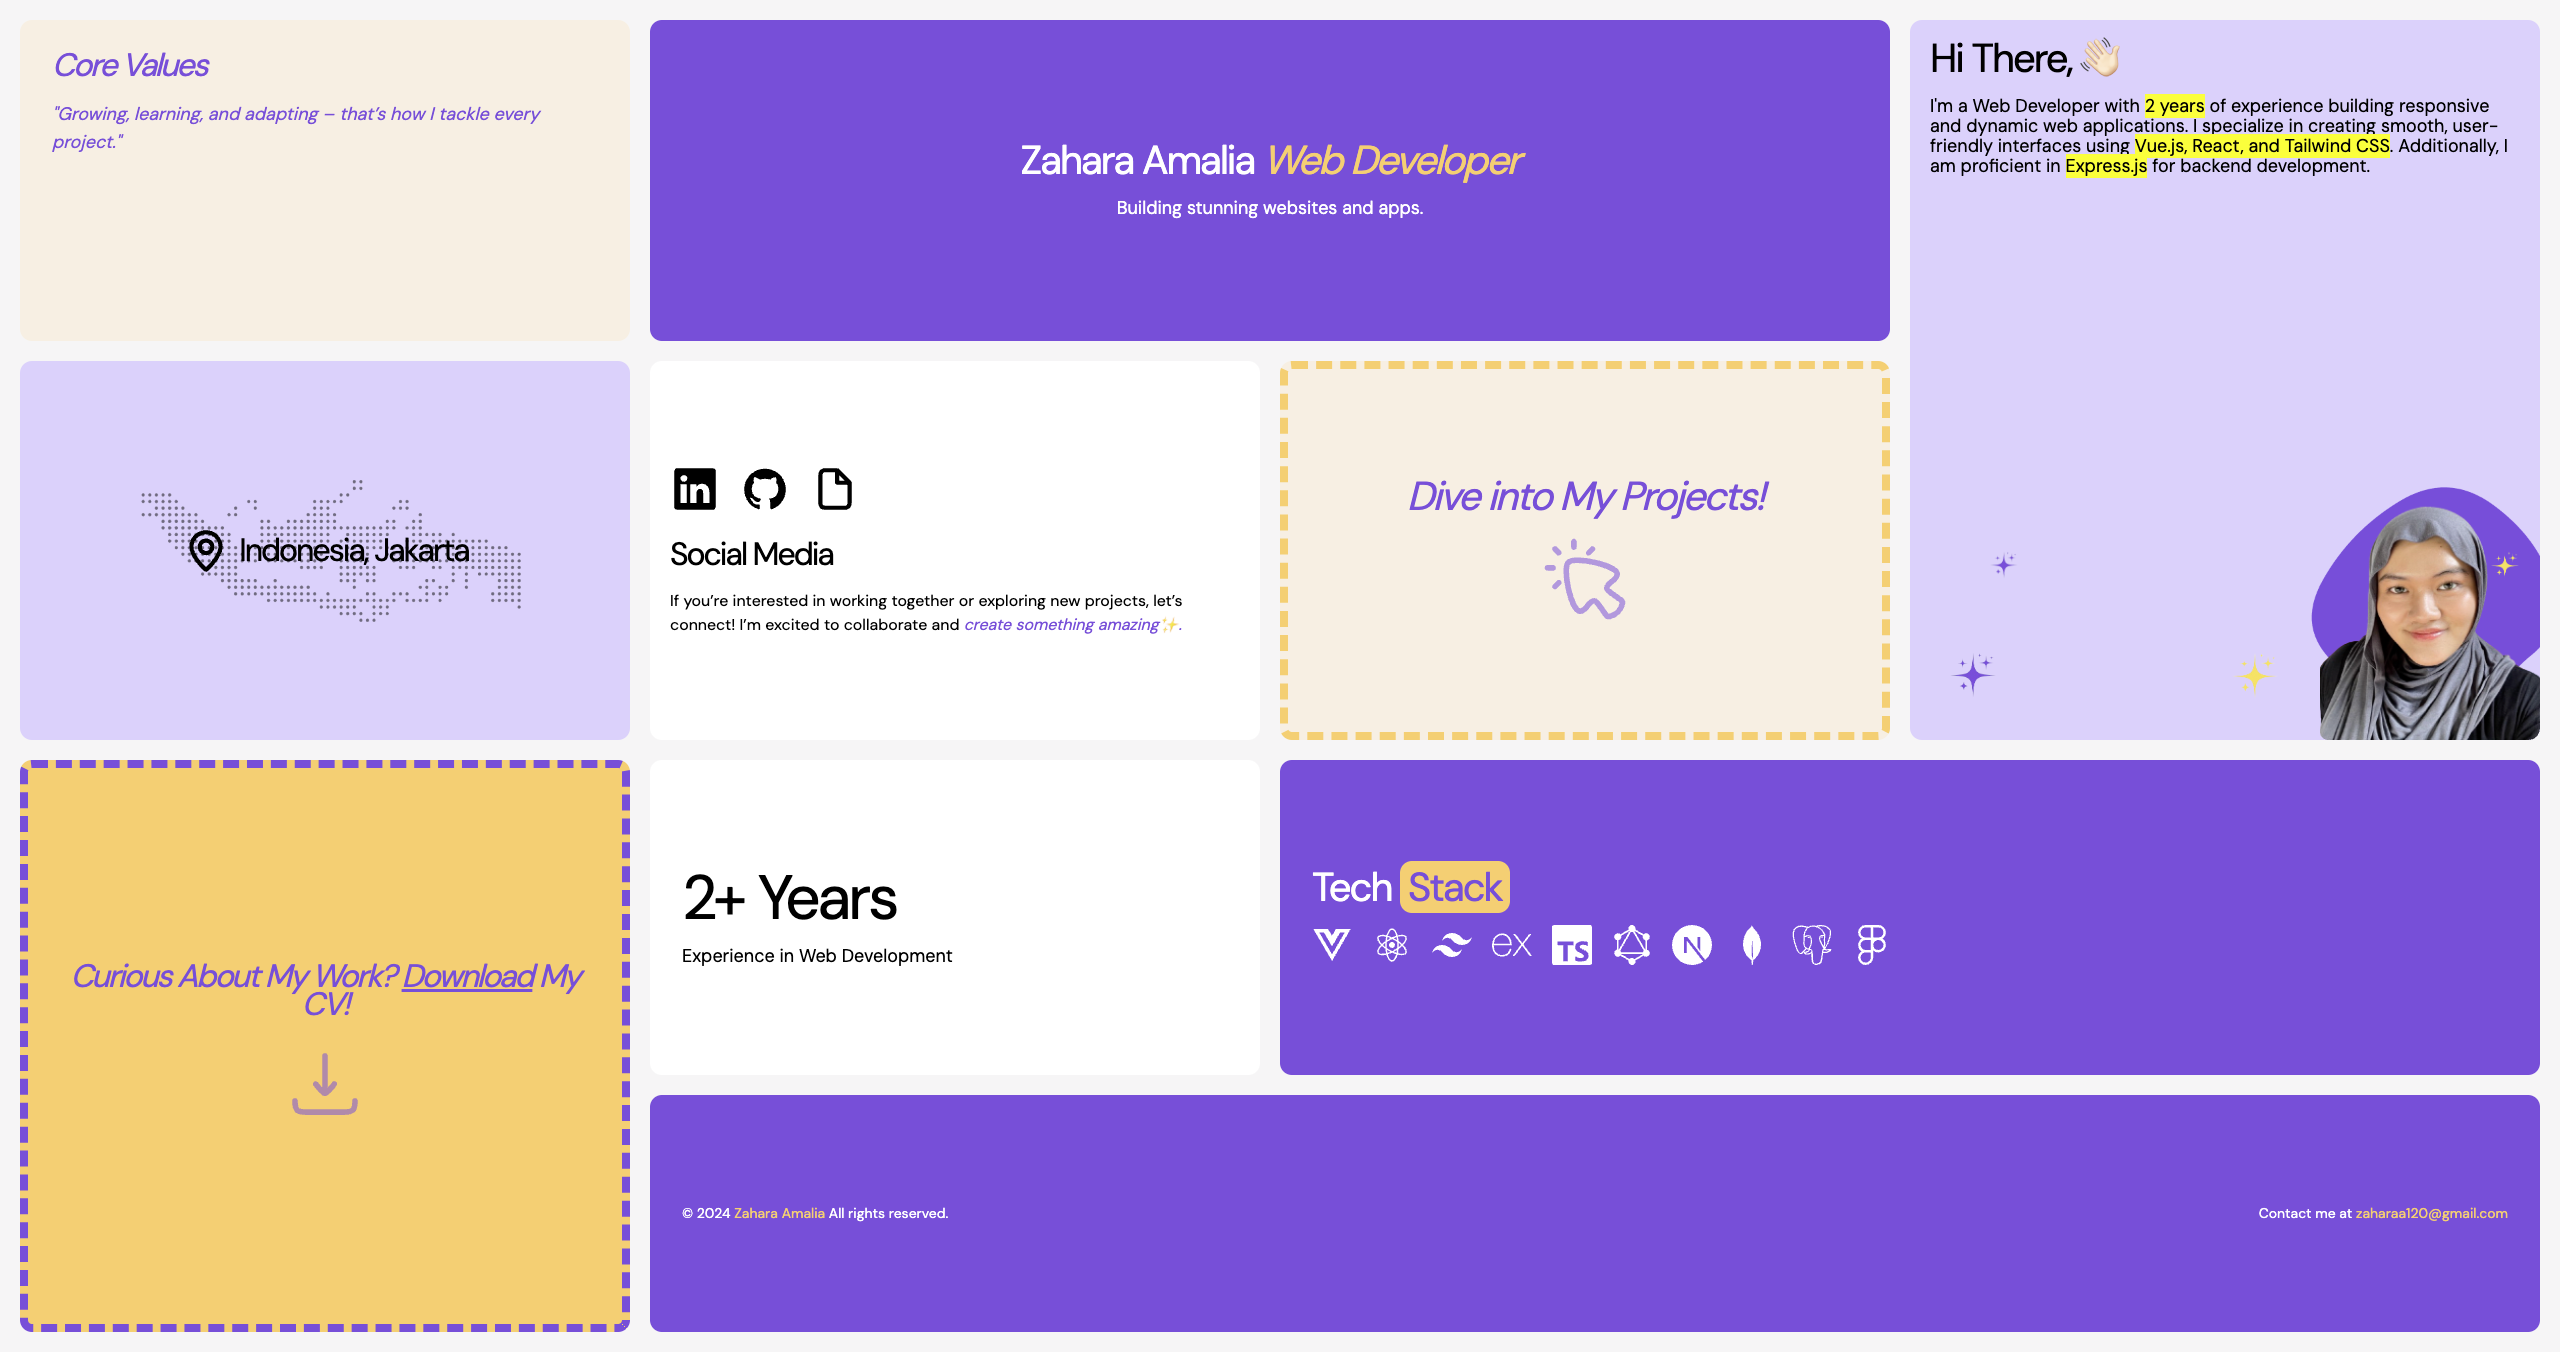 Core Values
"Growing, learning, and adapting – that’s how I tackle every
project."
Zahara Amalia Web Developer
Building stunning websites and apps.
Hi There, 👋🏻
I'm a Web Developer with 2 years of experience building responsive
and dynamic web applications. I specialize in creating smooth, user-
friendly interfaces using Vue.js, React, and Tailwind CSS. Additionally, I
am proficient in Express.js for backend development.
Indonesia, Jakarta
in
Social Media
If you’re interested in working together or exploring new projects, let’s
connect! I’m excited to collaborate and create something amazing✨.
Dive into My Projects!
Curious About My Work? Download My
CV!
2+ Years
Experience in Web Development
Tech Stack
ex TS N
© 2024 Zahara Amalia All rights reserved.
Contact me at zaharaa120@gmail.com